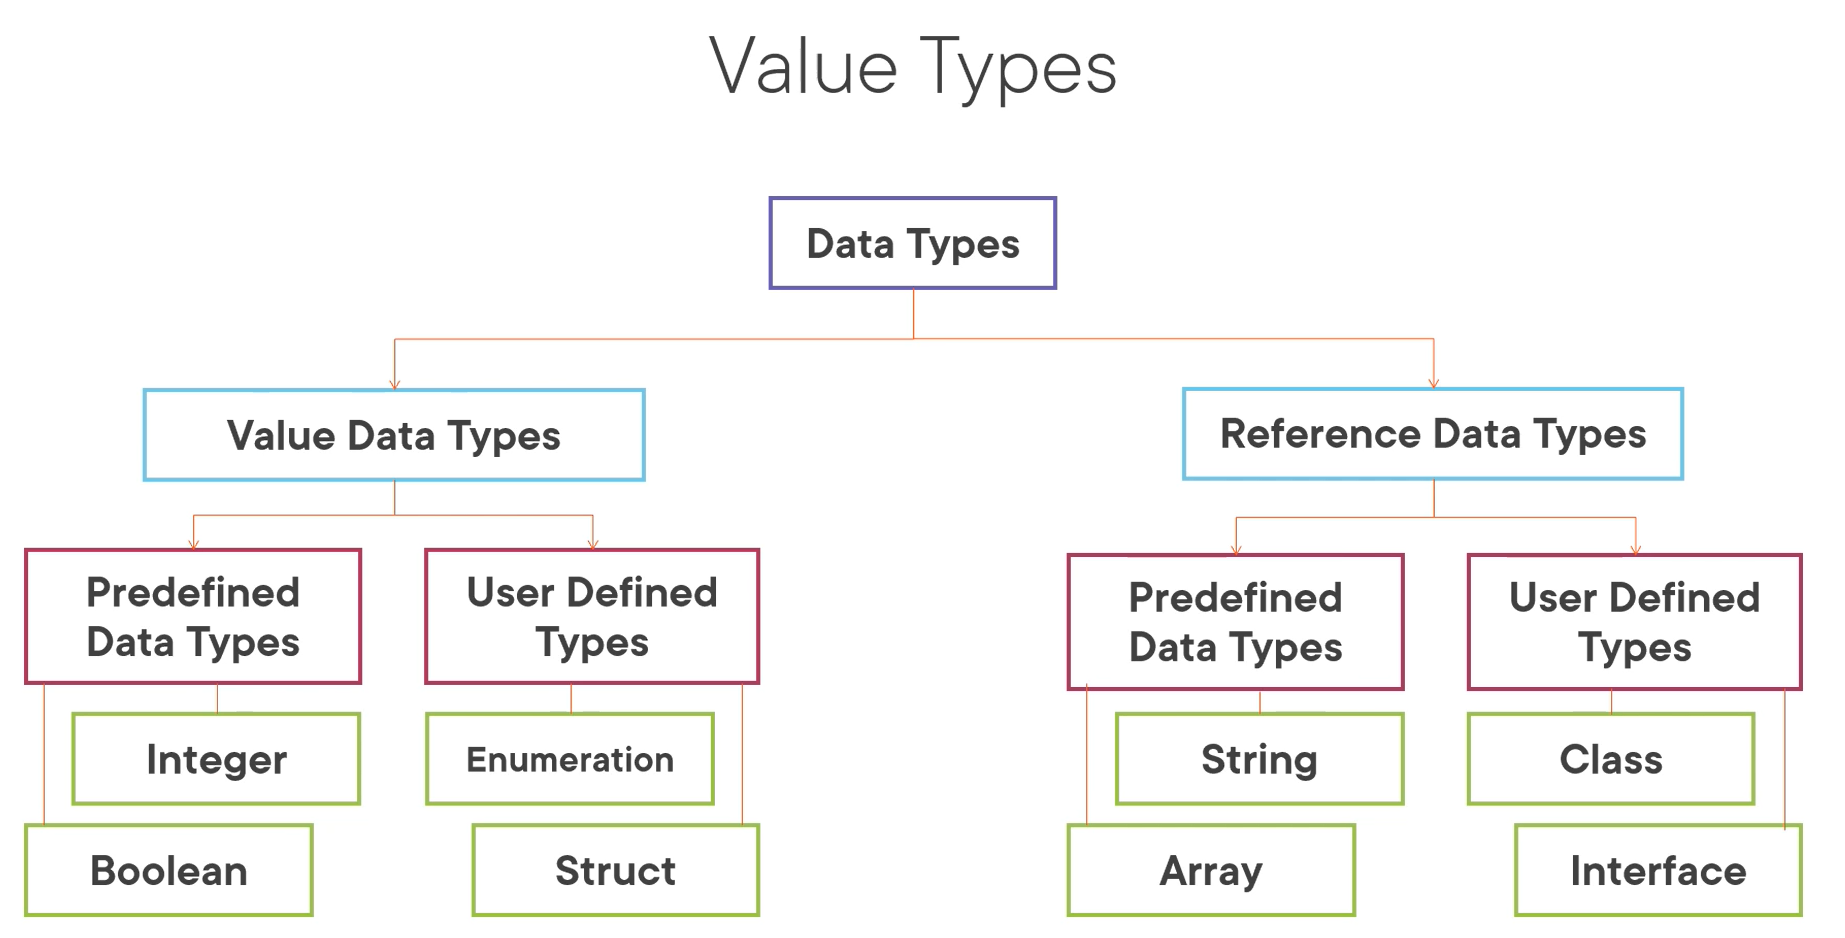 Value Types
Data Types
Value Data Types
Reference Data Types
Predefined
Data Types
User Defined
Types
Predefined
Data Types
User Defined
Types
Integer
Enumeration
String
Class
Boolean
Struct
Array
Interface